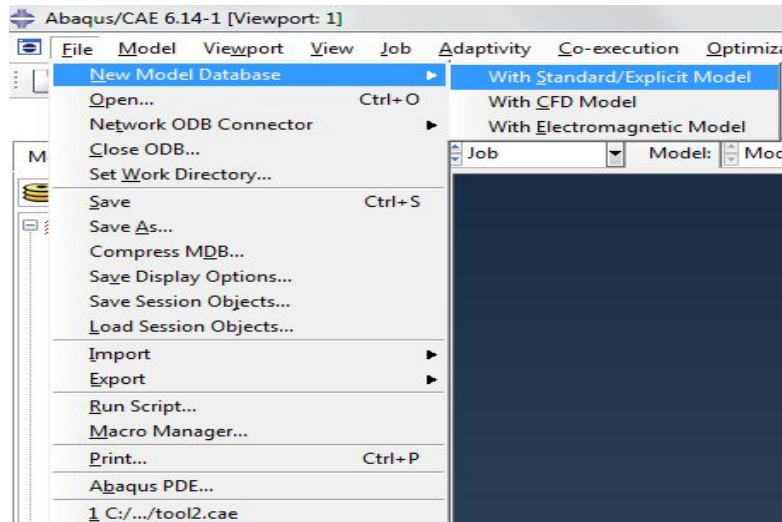 Abaqus/CAE 6.14-1 [Viewport: 1]
File Model Viewport View Job Adaptivity Co-execution
New Model Database With Standard/Explicit Model
Open... Ctrl+O With CFD Model
Network ODB Connector With Electromagnetic Model
Close ODB... Job Model:
Set Work Directory...
Save Ctrl+S
Save As...
Compress MDB...
Save Display Options...
Save Session Objects...
Load Session Objects...
Import
Export
Run Script...
Macro Manager...
Print... Ctrl+P
Abaqus PDE...
1 C:/.../tool2.cae